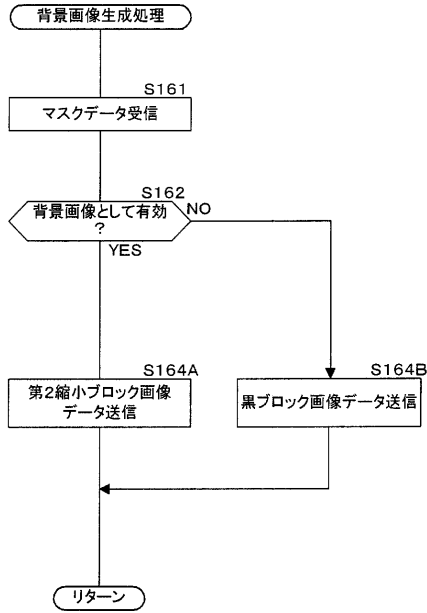 背景画像生成処理
S161
マスクデータ受信
S162
背景画像として有効
?
NO
YES
S164A
第2縮小ブロック画像
データ送信
S164B
黒ブロック画像データ送信
リターン